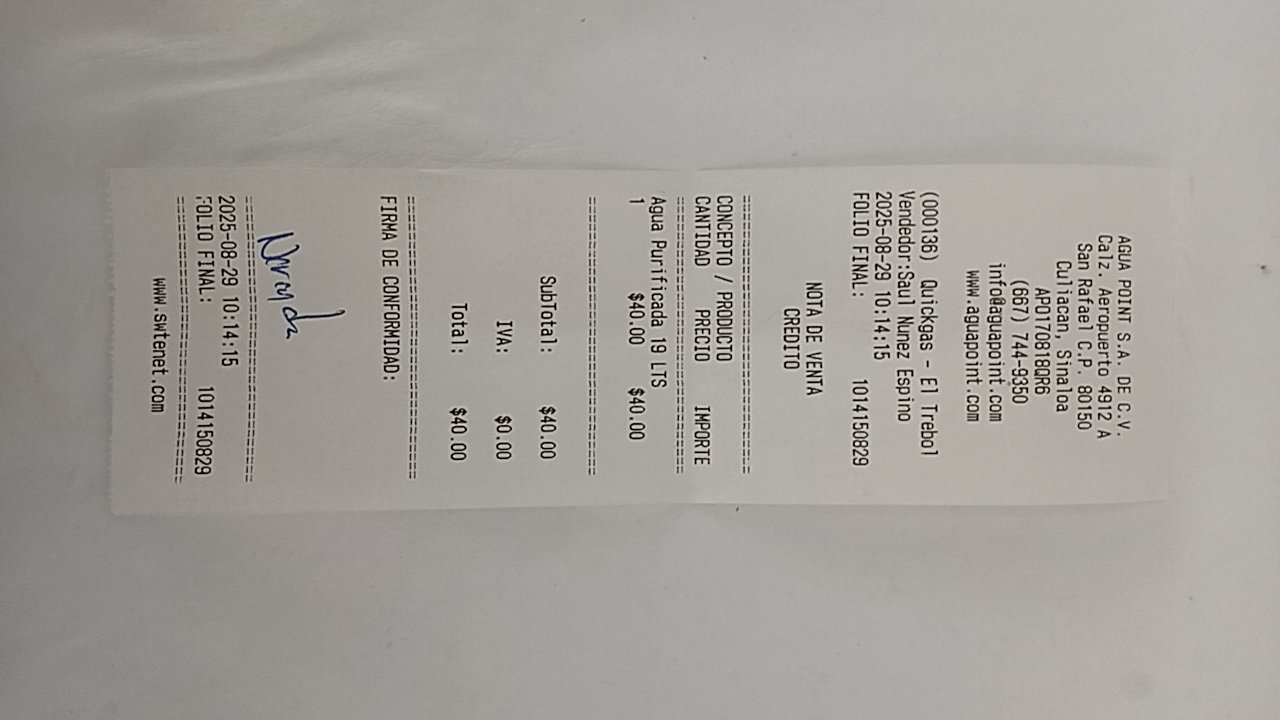 AGUA POINT S.A. DE C.V.
Calz. Aeropuerto 4912 A
San Rafael C.P. 80150
Culiacan, Sinaloa
APO170818QR6
(667) 744-9350
info@aguapoint.com
www.aguapoint.com
(000136) Quickgas - El Trebol
Vendedor:Saul Nunez Espino
2025-08-29 10:14:15
FOLIO FINAL: 1014150829
NOTA DE VENTA
CREDITO
CONCEPTO / PRODUCTO
CANTIDAD PRECIO IMPORTE
Agua Purificada 19 LTS
1 $40.00 $40.00
SubTotal: $40.00
IVA: $0.00
Total: $40.00
FIRMA DE CONFORMIDAD:
2025-08-29 10:14:15
FOLIO FINAL: 1014150829
www.swtenet.com